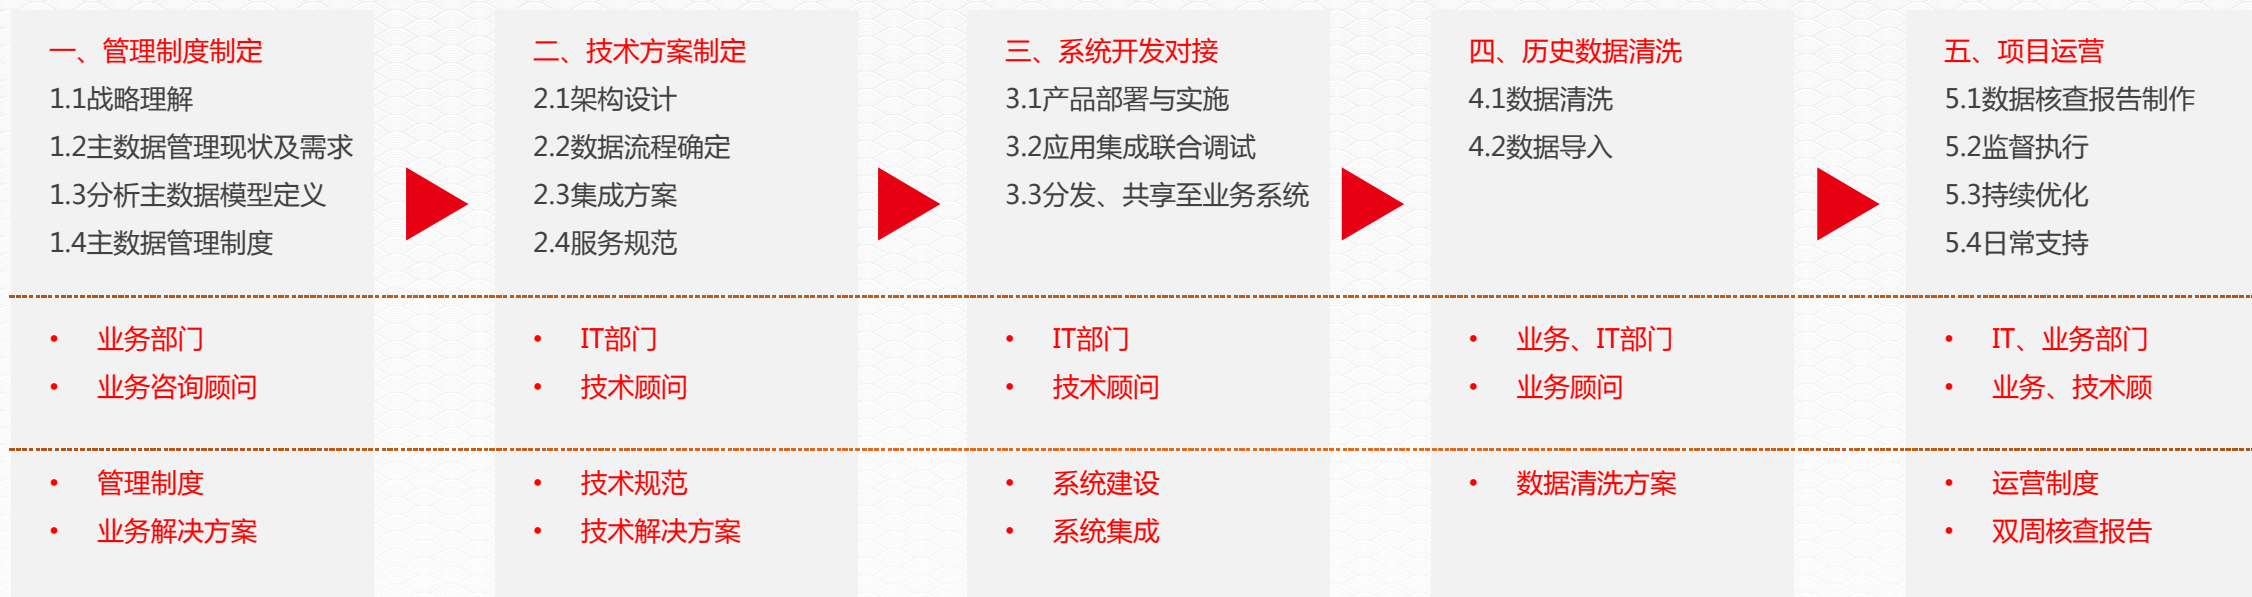 一、管理制度制定
1.1战略理解
1.2主数据管理现状及需求
1.3分析主数据模型定义
1.4主数据管理制度
二、技术方案制定
2.1架构设计
2.2数据流程确定
2.3集成方案
2.4服务规范
三、系统开发对接
3.1产品部署与实施
3.2应用集成联合调试
3.3分发、共享至业务系统
四、历史数据清洗
4.1数据清洗
4.2数据导入
五、项目运营
5.1数据核查报告制作
5.2监督执行
5.3持续优化
5.4日常支持
• 业务部门
• 业务咨询顾问
• IT部门
• 技术顾问
• IT部门
• 技术顾问
• 业务、IT部门
• 业务顾问
• IT、业务部门
• 业务、技术顾
• 管理制度
• 业务解决方案
• 技术规范
• 技术解决方案
• 系统建设
• 系统集成
• 数据清洗方案
• 运营制度
• 双周核查报告